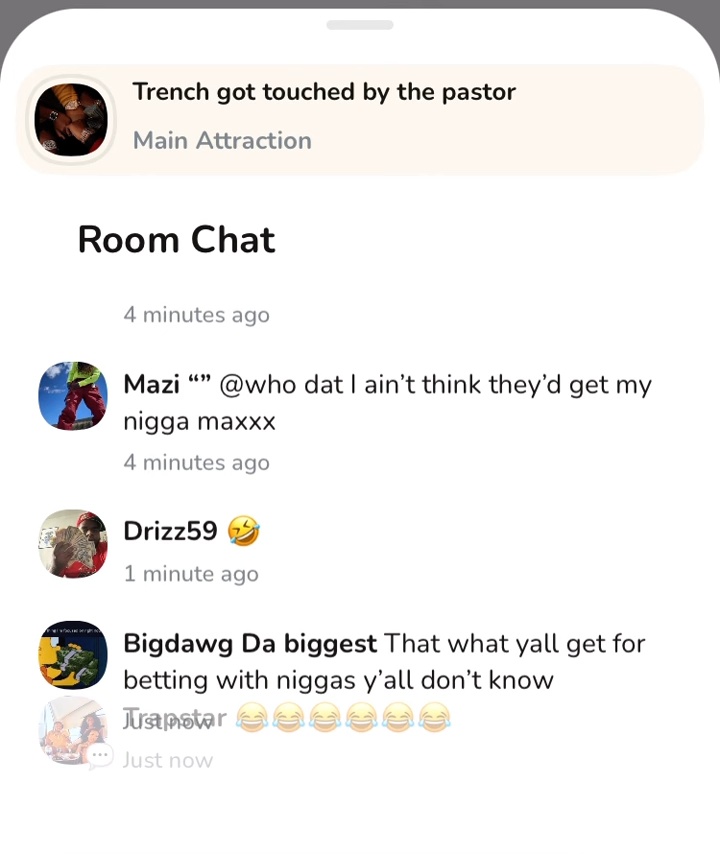 Trench got touched by the pastor
Main Attraction
Room Chat
4 minutes ago
Mazi “” @who dat I ain’t think they’d get my
nigga maxxx
4 minutes ago
Drizz59 🤣
1 minute ago
Bigdawg Da biggest That what yall get for
betting with niggas y’all don’t know
Just now
Trapstar 😂😂😂😂😂😂
Just now